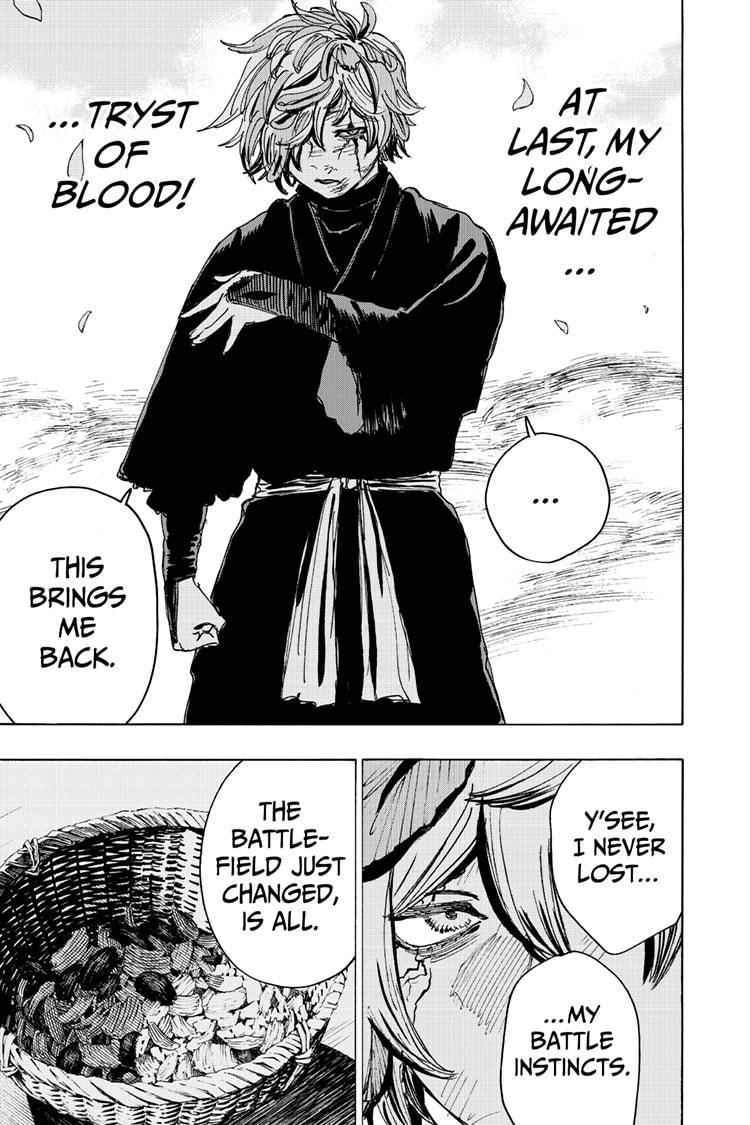 AT
LAST, MY
LONG-
AWAITED
...
...TRYST
OF
BLOOD!
...
THIS
BRINGS
ME
BACK.
Y'SEE,
I NEVER
LOST...
...MY
BATTLE
INSTINCTS.
THE
BATTLE-
FIELD JUST
CHANGED,
IS ALL.